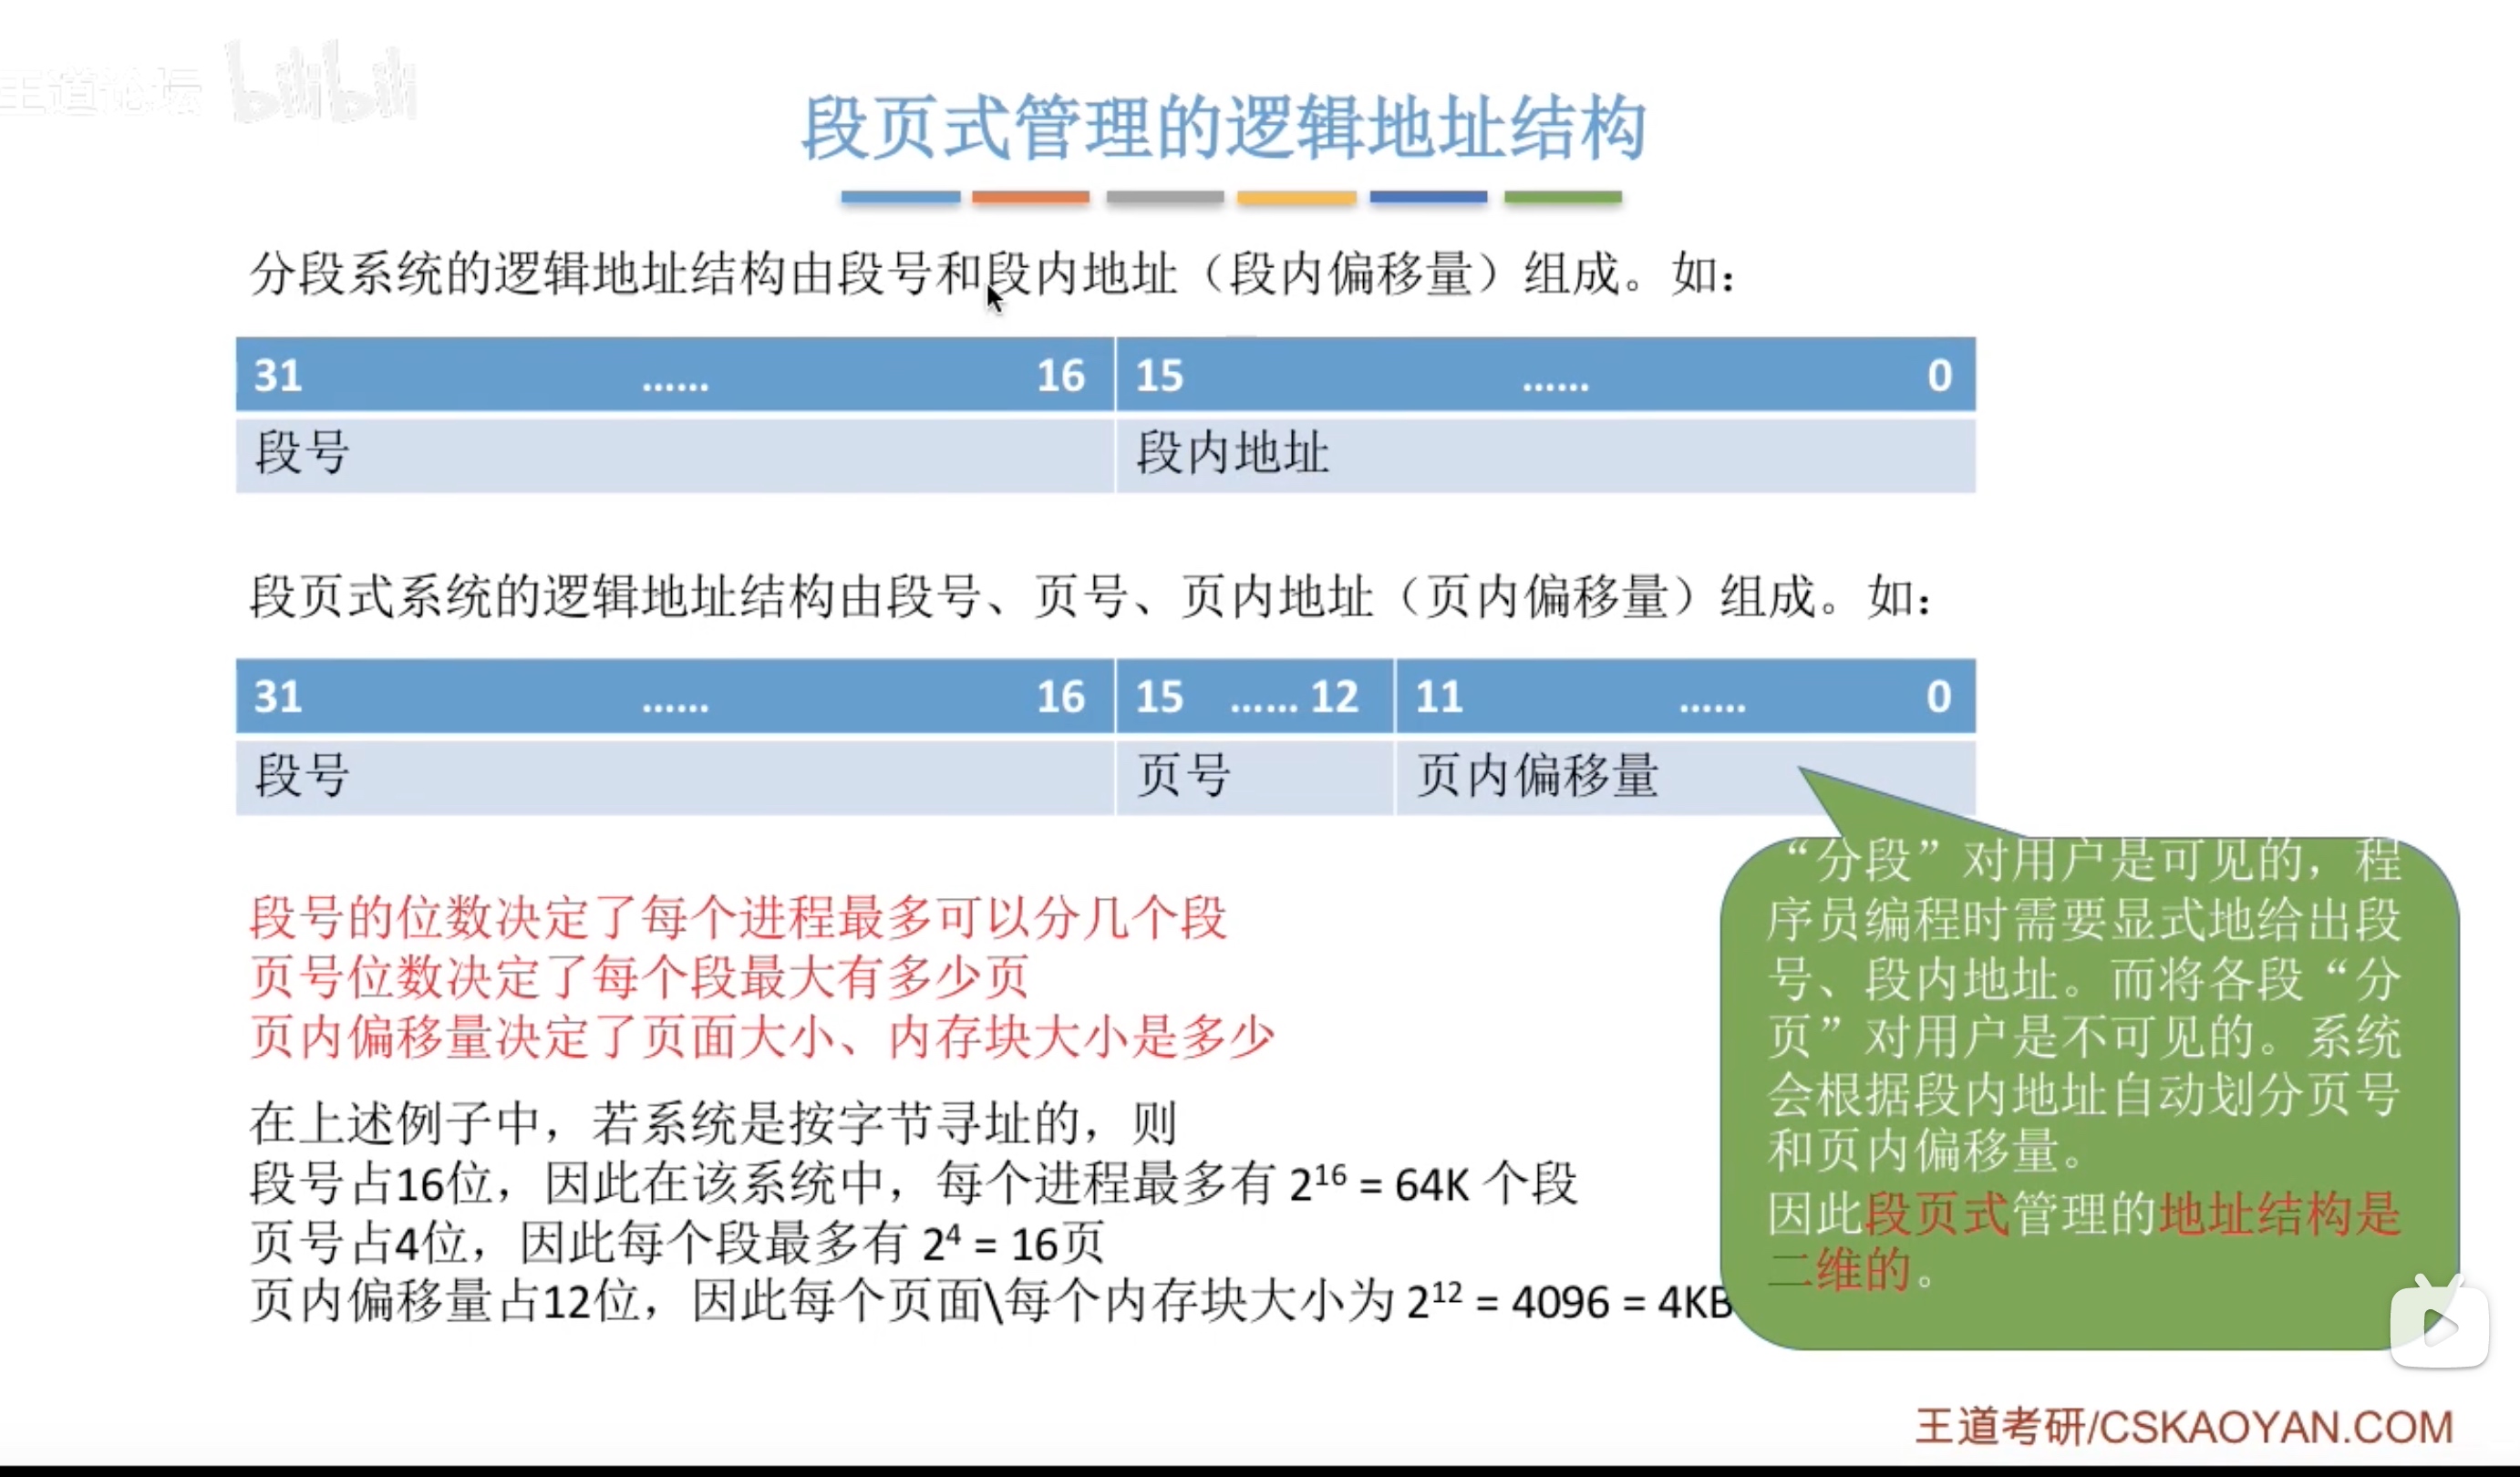 王道论坛 bilibili
段页式管理的逻辑地址结构
分段系统的逻辑地址结构由段号和段内地址（段内偏移量）组成。如：
31 …… 16 15 …… 0
段号 段内地址
段页式系统的逻辑地址结构由段号、页号、页内地址（页内偏移量）组成。如：
31 …… 16 15 …… 12 11 …… 0
段号 页号 页内偏移量
段号的位数决定了每个进程最多可以分几个段
页号位数决定了每个段最大有多少页
页内偏移量决定了页面大小、内存块大小是多少
在上述例子中，若系统是按字节寻址的，则
段号占16位，因此在该系统中，每个进程最多有 2¹⁶ = 64K 个段
页号占4位，因此每个段最多有 2⁴ = 16页
页内偏移量占12位，因此每个页面\每个内存块大小为 2¹² = 4096 = 4KB
“分段”对用户是可见的，程
序员编程时需要显式地给出段
号、段内地址。而将各段“分
页”对用户是不可见的。系统
会根据段内地址自动划分页号
和页内偏移量。
因此段页式管理的地址结构是
二维的。
王道考研/CSKAOYAN.COM